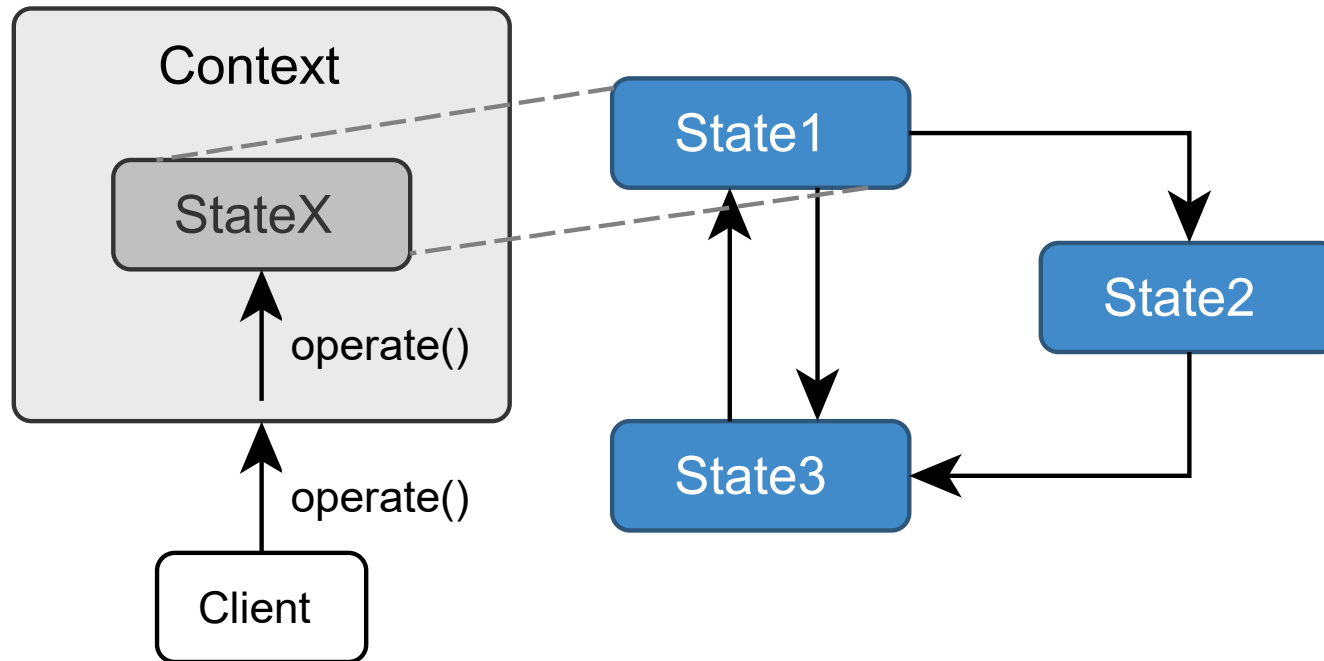 Context
StateX
operate()
operate()
Client
State1
State2
State3